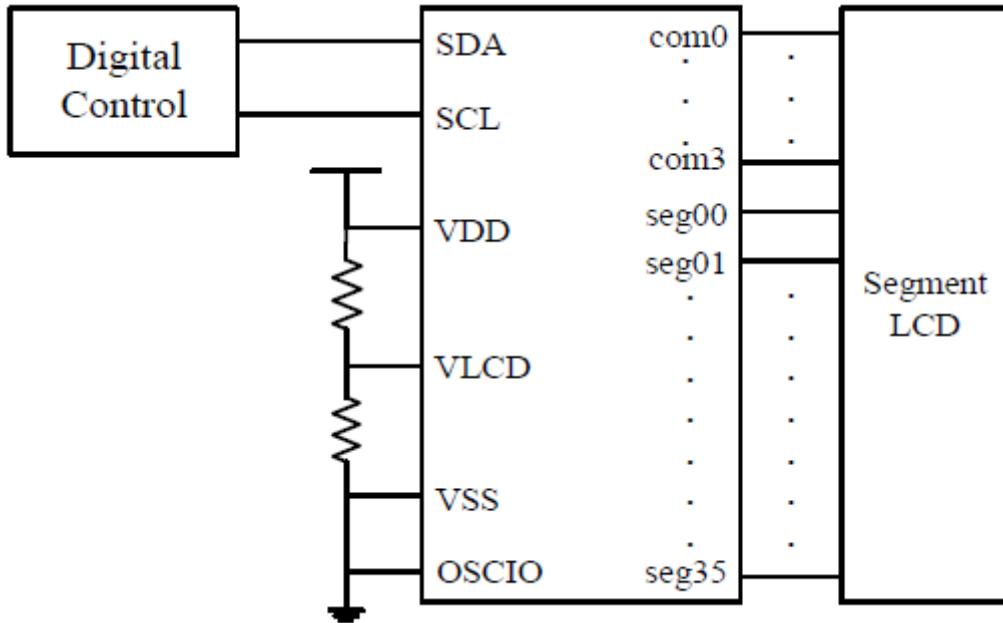 Digital
Control
SDA
SCL
VDD
VLCD
VSS
OSCIO
com0
com3
seg00
seg01
seg35
Segment
LCD